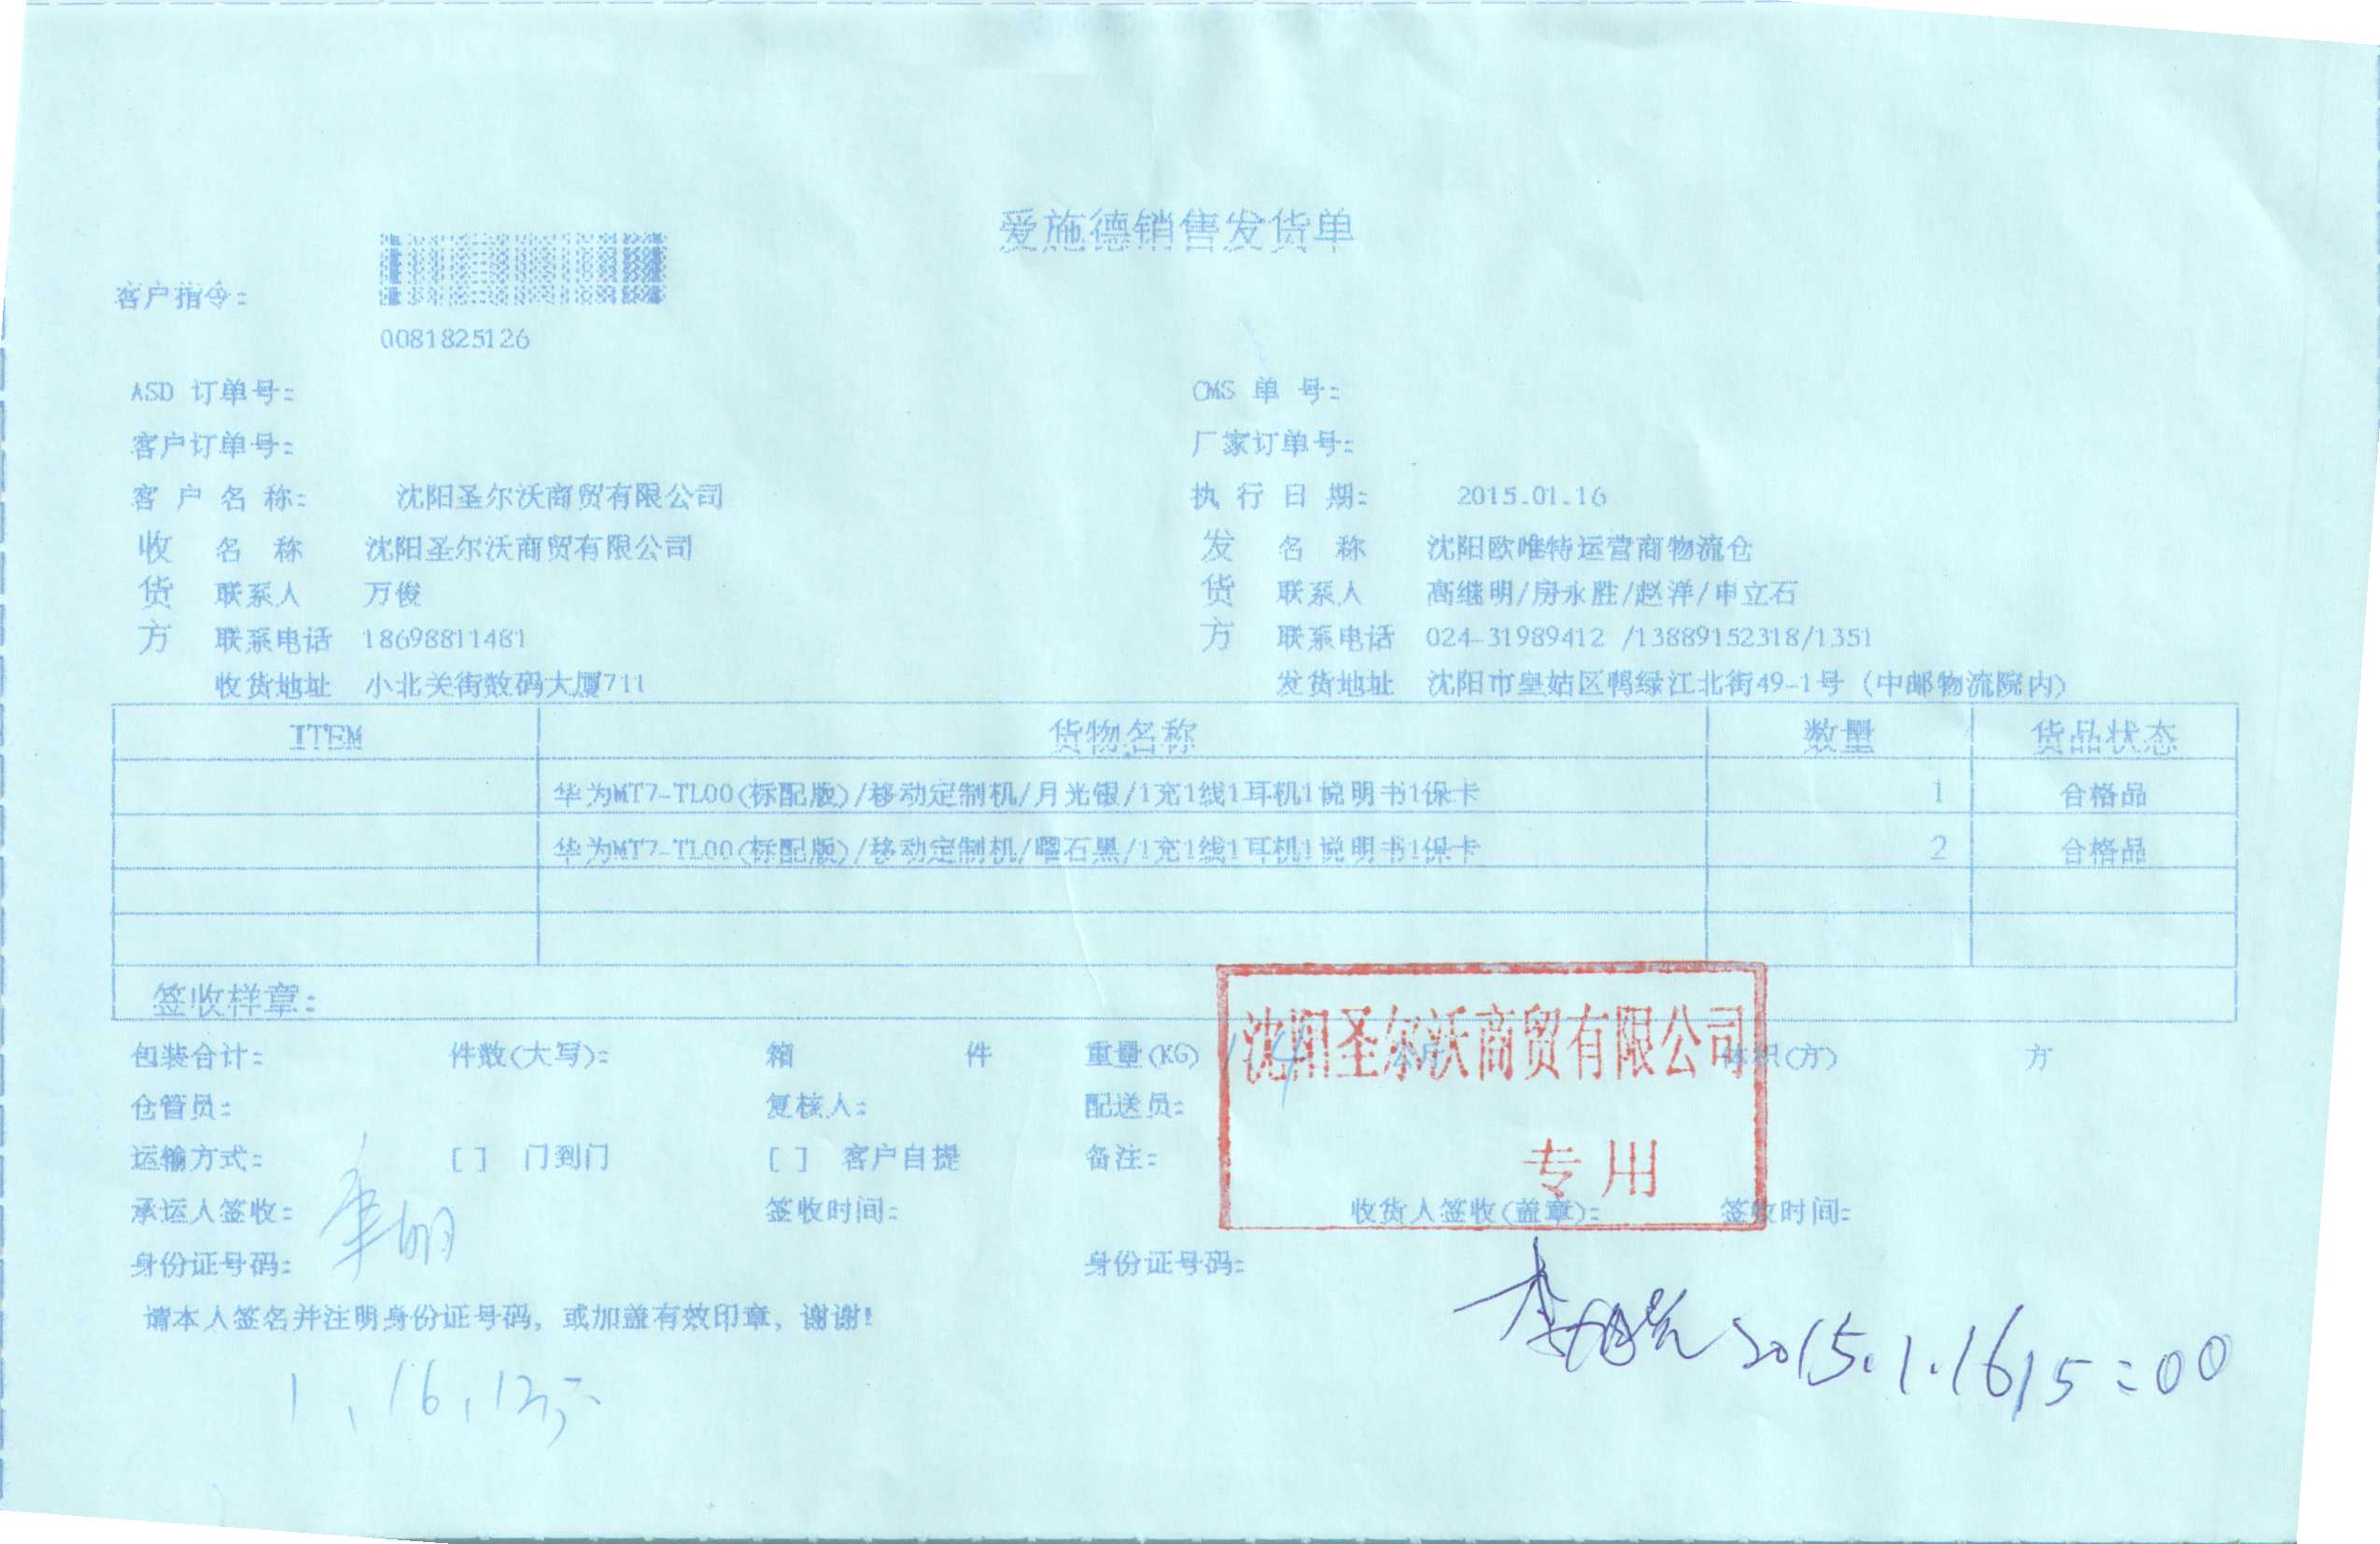 爱施德销售发货单
客户指令:
0081825126
ASD 订单号: CMS 单 号:
客户订单号: 厂家订单号:
客 户 名 称: 沈阳圣尔沃商贸有限公司 执 行 日 期: 2015.01.16
收 名 称 沈阳圣尔沃商贸有限公司 发 名 称 沈阳欧唯特运营商物流仓
货 联系人 万俊 货 联系人 高继明/房永胜/赵洋/申立石
方 联系电话 18698811481 方 联系电话 024-31989412 /13889152318/1351
收货地址 小北关街数码大厦711 发货地址 沈阳市皇姑区鸭绿江北街49-1号 (中邮物流院内)
ITEM 货物名称 数量 货品状态
华为MT7-TL00(标配版)/移动定制机/月光银/1充1线1耳机1说明书1保卡 1 合格品
华为MT7-TL00(标配版)/移动定制机/曜石黑/1充1线1耳机1说明书1保卡 2 合格品
签收样章:
沈阳圣尔沃商贸有限公司
专用
包装合计: 件数(大写): 箱 件 重量(KG) 体积(方) 方
仓管员: 复核人: 配送员:
运输方式: [ ] 门到门 [ ] 客户自提 备注:
承运人签收: 签收时间: 收货人签收(盖章): 签收时间:
身份证号码: 身份证号码:
请本人签名并注明身份证号码, 或加盖有效印章, 谢谢!
2015.1.16 15:00
1.16.